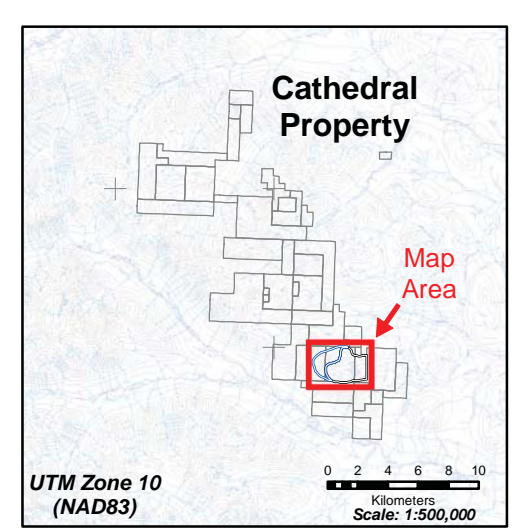 Cathedral
Property
Map
Area
UTM Zone 10
(NAD83)
0 2 4 6 8 10
Kilometers
Scale: 1:500,000